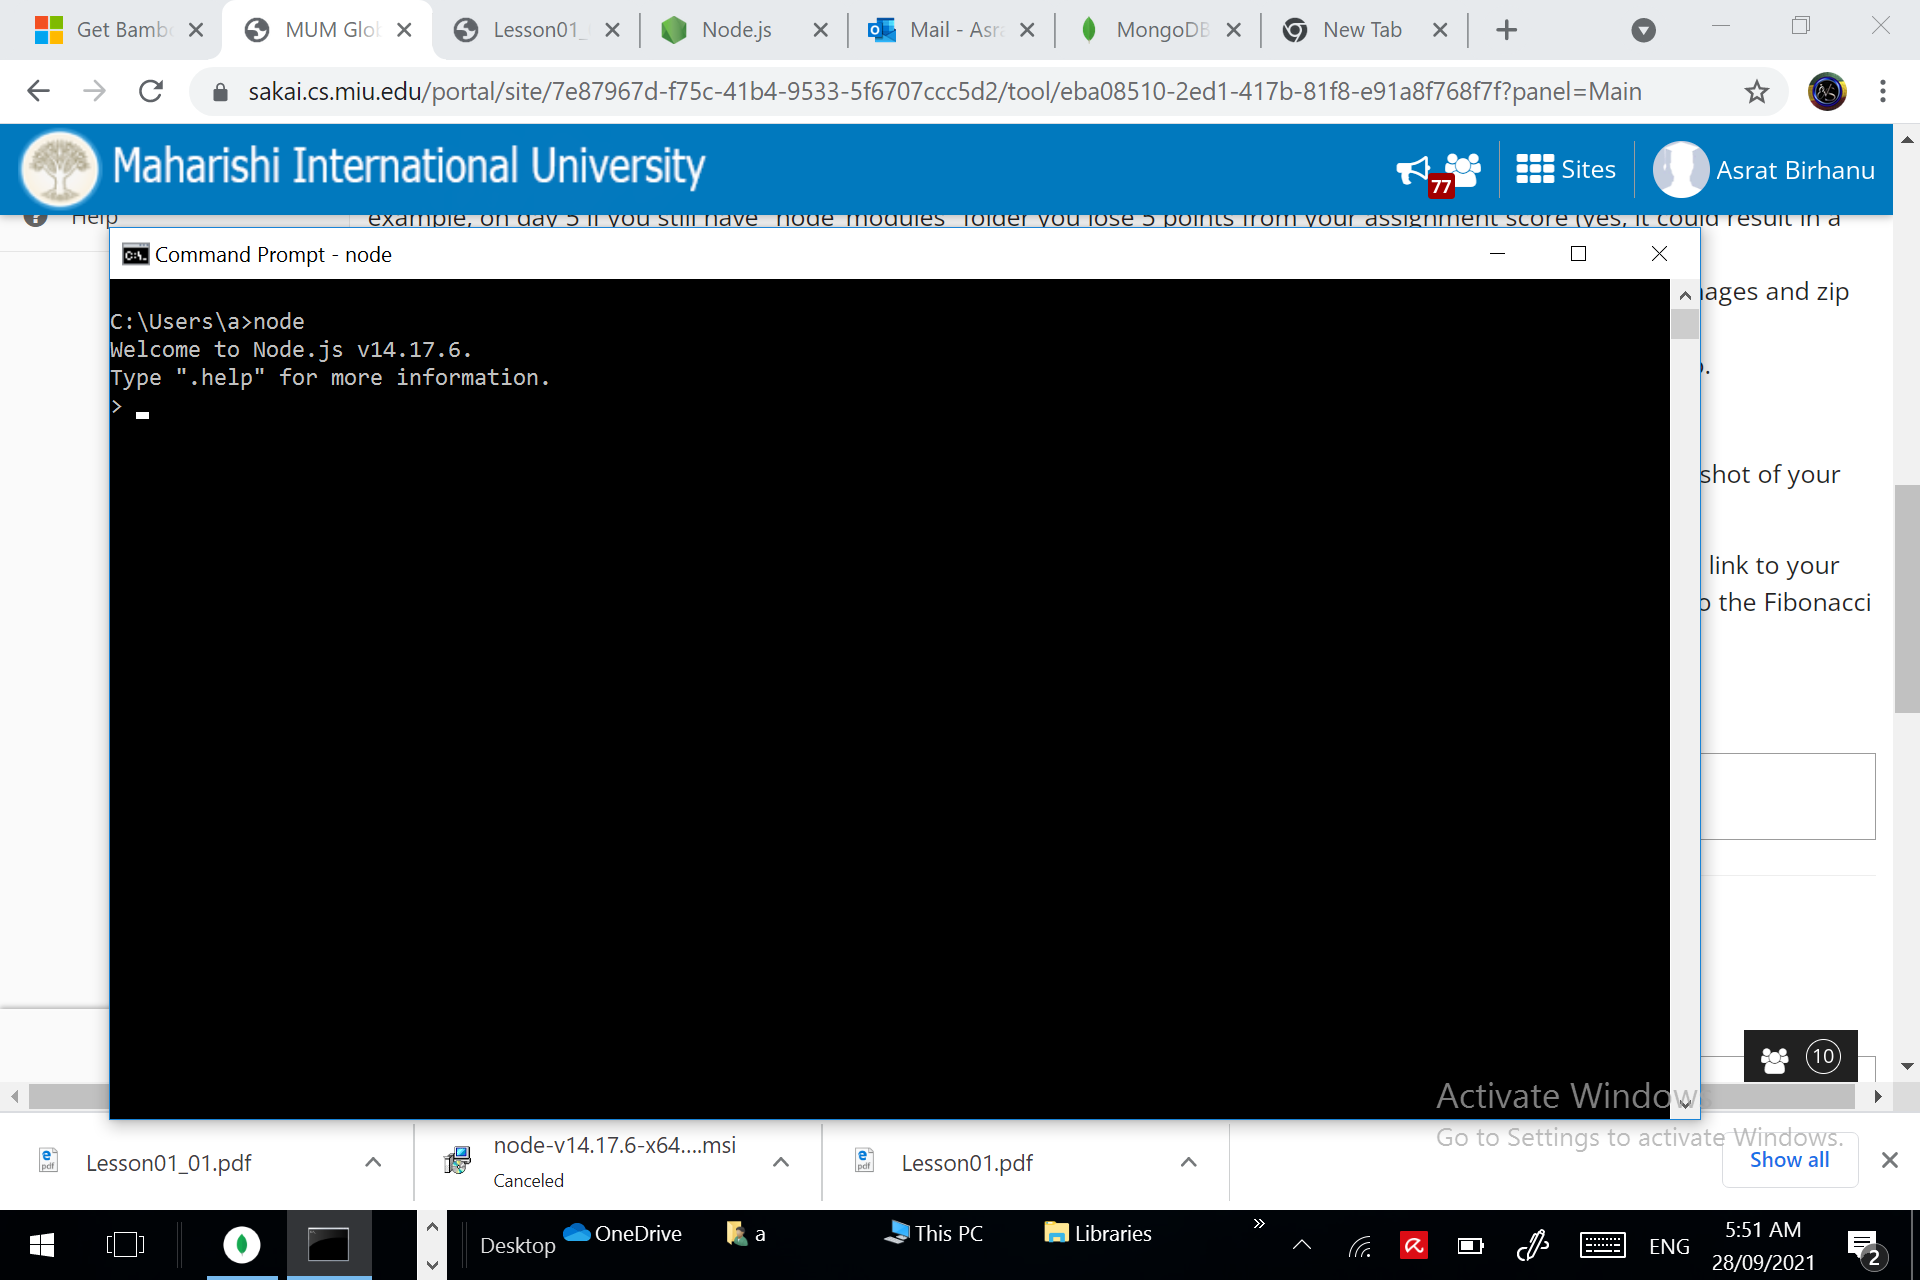 Get Bamb
MUM Glo
Lesson01_
Node.js
Mail - Asr
MongoDB
New Tab
sakai.cs.miu.edu/portal/site/7e87967d-f75c-41b4-9533-5f6707ccc5d2/tool/eba08510-2ed1-417b-81f8-e91a8f768f7f?panel=Main
Maharishi International University
77
Sites
Asrat Birhanu
Help
example, on day 5 if you still have "node_modules" folder you lose 5 points from your assignment score (yes, it could result in a
ages and zip
shot of your
link to your
the Fibonacci
Command Prompt - node
C:\Users\a>node
Welcome to Node.js v14.17.6.
Type ".help" for more information.
>
10
Activate Windows
Go to Settings to activate Windows.
Lesson01_01.pdf
node-v14.17.6-x64....msi
Canceled
Lesson01.pdf
Show all
Desktop
OneDrive
a
This PC
Libraries
»
ENG
5:51 AM
28/09/2021
2